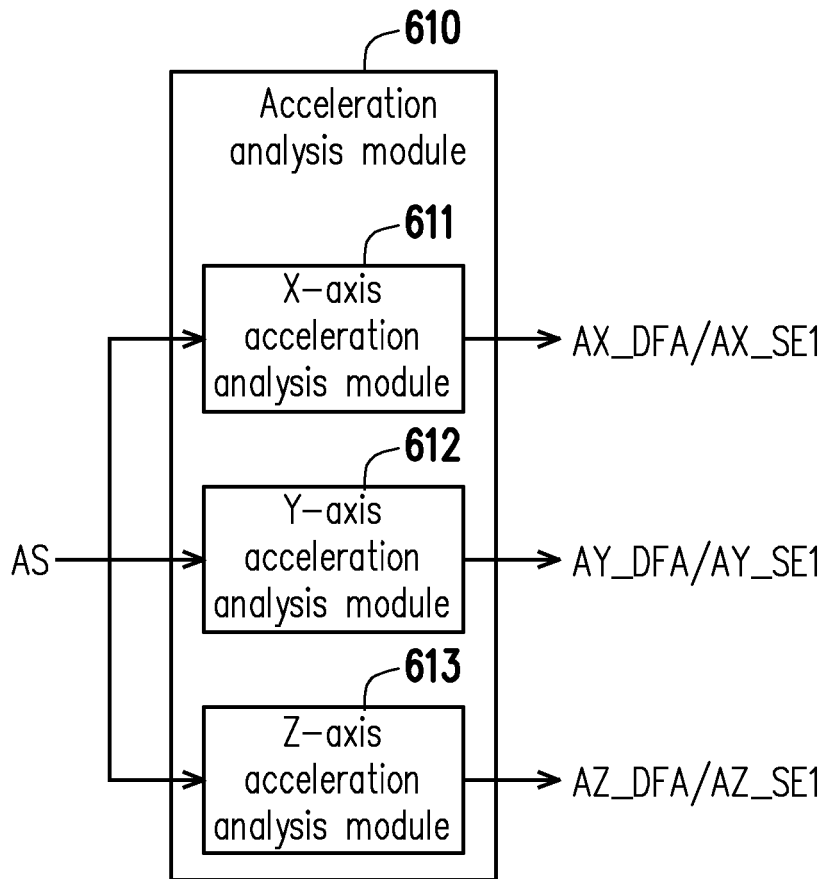 610
Acceleration
analysis module
611
X-axis
acceleration
analysis module
AX_DFA/AX_SE1
612
Y-axis
acceleration
analysis module
AS
AY_DFA/AY_SE1
613
Z-axis
acceleration
analysis module
AZ_DFA/AZ_SE1